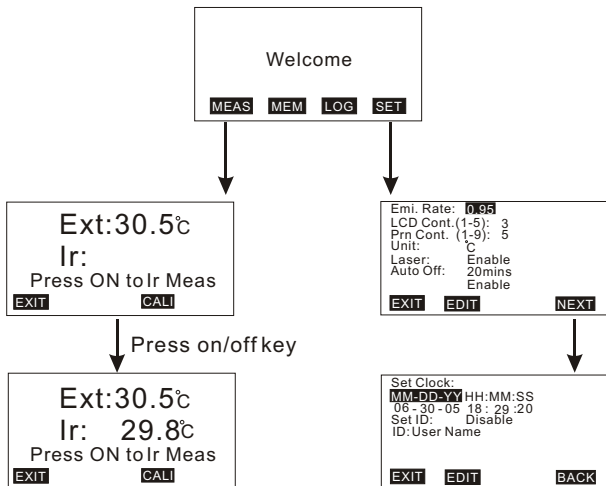 Welcome
MEAS MEM LOG SET
Ext:30.5℃
Ir:
Press ON to Ir Meas
EXIT CALI
Press on/off key
Ext:30.5℃
Ir: 29.8℃
Press ON to Ir Meas
EXIT CALI
Emi. Rate: 0.95
LCD Cont.(1-5): 3
Prn Cont. (1-9): 5
Unit: ℃
Laser: Enable
Auto Off: 20mins
Enable
EXIT EDIT NEXT
Set Clock:
MM-DD-YY HH:MM:SS
06 - 30 - 05 18 : 29 :20
Set ID: Disable
ID: User Name
EXIT EDIT BACK